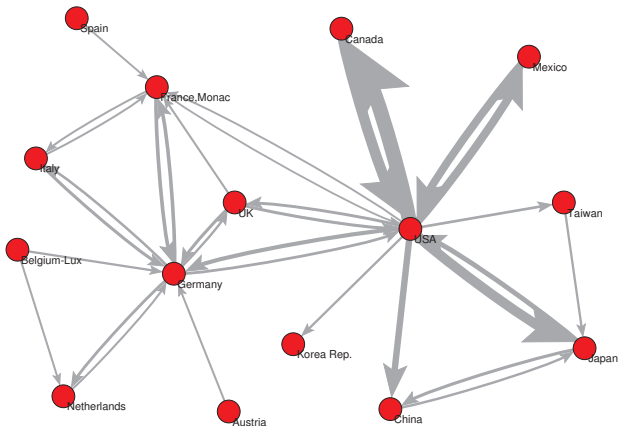 Spain
Canada
Mexico
France,Monac
Italy
UK
Taiwan
USA
Belgium-Lux
Germany
Korea Rep.
Japan
Netherlands
Austria
China